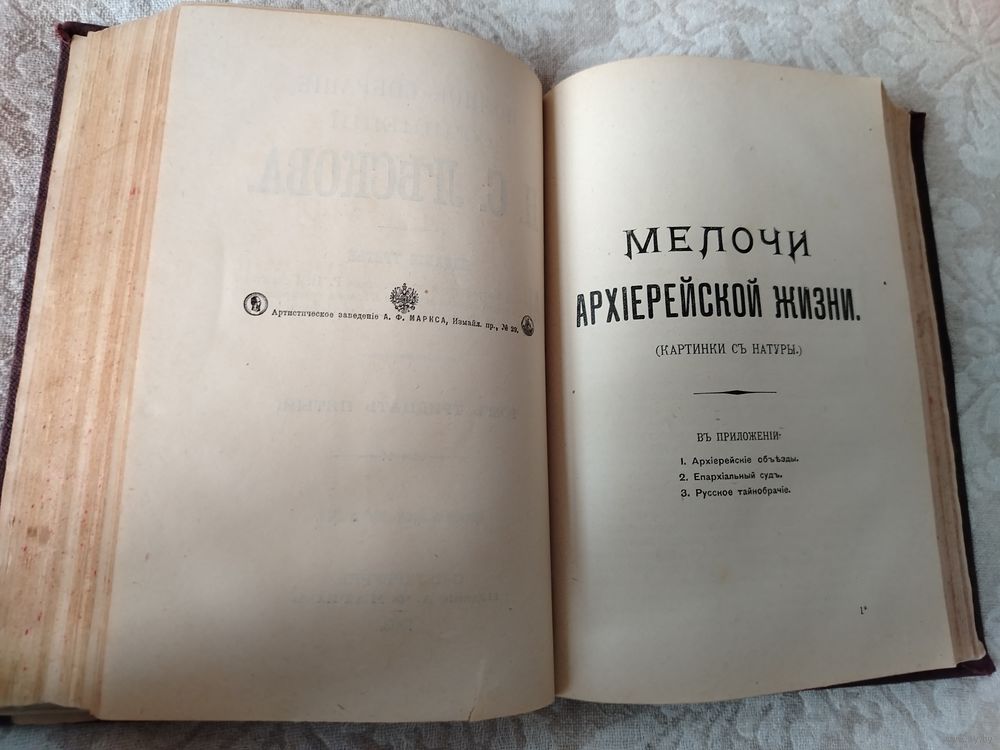 Артистическое заведеніе А. Ф. МАРКСА, Измайл. пр., № 29.
МЕЛОЧИ
АРХІЕРЕЙСКОЙ ЖИЗНИ.
(КАРТИНКИ СЪ НАТУРЫ.)
ВЪ ПРИЛОЖЕНІИ:
1. Архіерейскіе объѣзды.
2. Епархіальный судъ.
3. Русское тайнобрачіе.
1*